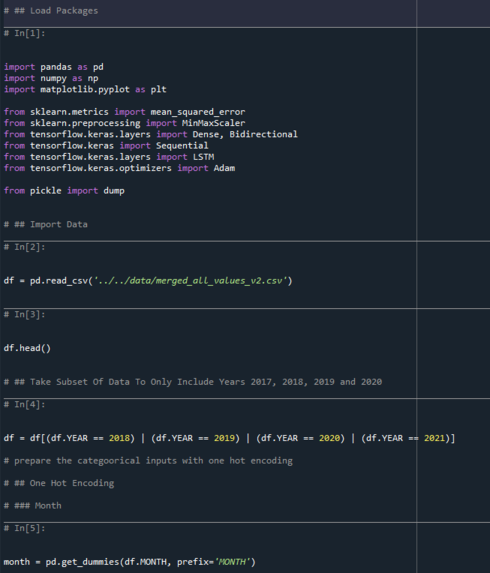 # ## Load Packages
# In[1]:
import pandas as pd
import numpy as np
import matplotlib.pyplot as plt
from sklearn.metrics import mean_squared_error
from sklearn.preprocessing import MinMaxScaler
from tensorflow.keras.layers import Dense, Bidirectional
from tensorflow.keras import Sequential
from tensorflow.keras.layers import LSTM
from tensorflow.keras.optimizers import Adam
from pickle import dump
# ## Import Data
# In[2]:
df = pd.read_csv('../../data/merged_all_values_v2.csv')
# In[3]:
df.head()
# ## Take Subset Of Data To Only Include Years 2017, 2018, 2019 and 2020
# In[4]:
df = df[(df.YEAR == 2018) | (df.YEAR == 2019) | (df.YEAR == 2020) | (df.YEAR == 2021)]
# prepare the categoorical inputs with one hot encoding
# ## One Hot Encoding
# ### Month
# In[5]:
month = pd.get_dummies(df.MONTH, prefix='MONTH')